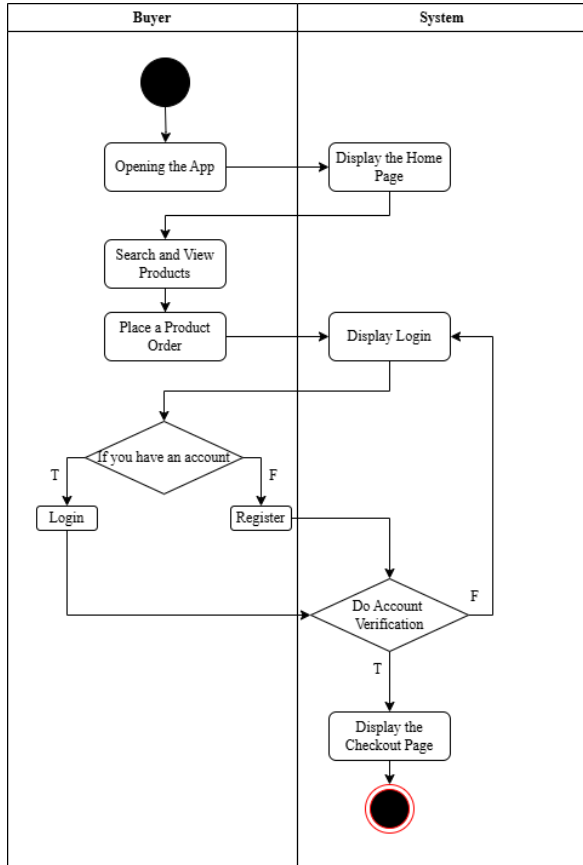 Buyer
System
Opening the App
Display the Home
Page
Search and View
Products
Place a Product
Order
Display Login
If you have an account
T
F
Login
Register
Do Account
Verification
F
T
Display the
Checkout Page